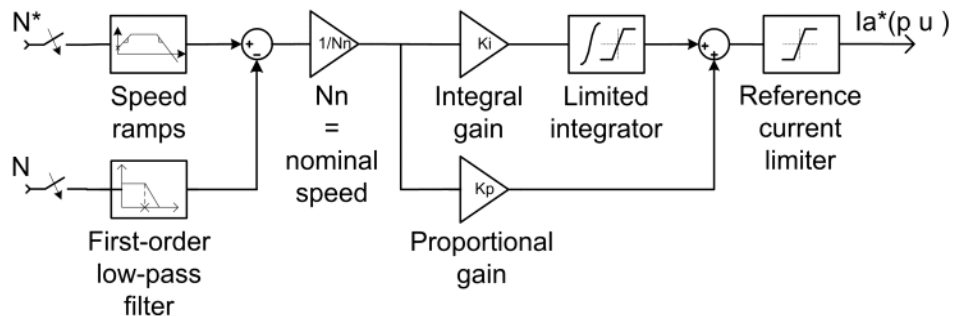 N*
Ia*(p u )
+
-
1/Nn
Ki
+
+
Speed
ramps
Nn
=
nominal
speed
Integral
gain
Limited
integrator
Reference
current
limiter
N
Kp
First-order
low-pass
filter
Proportional
gain